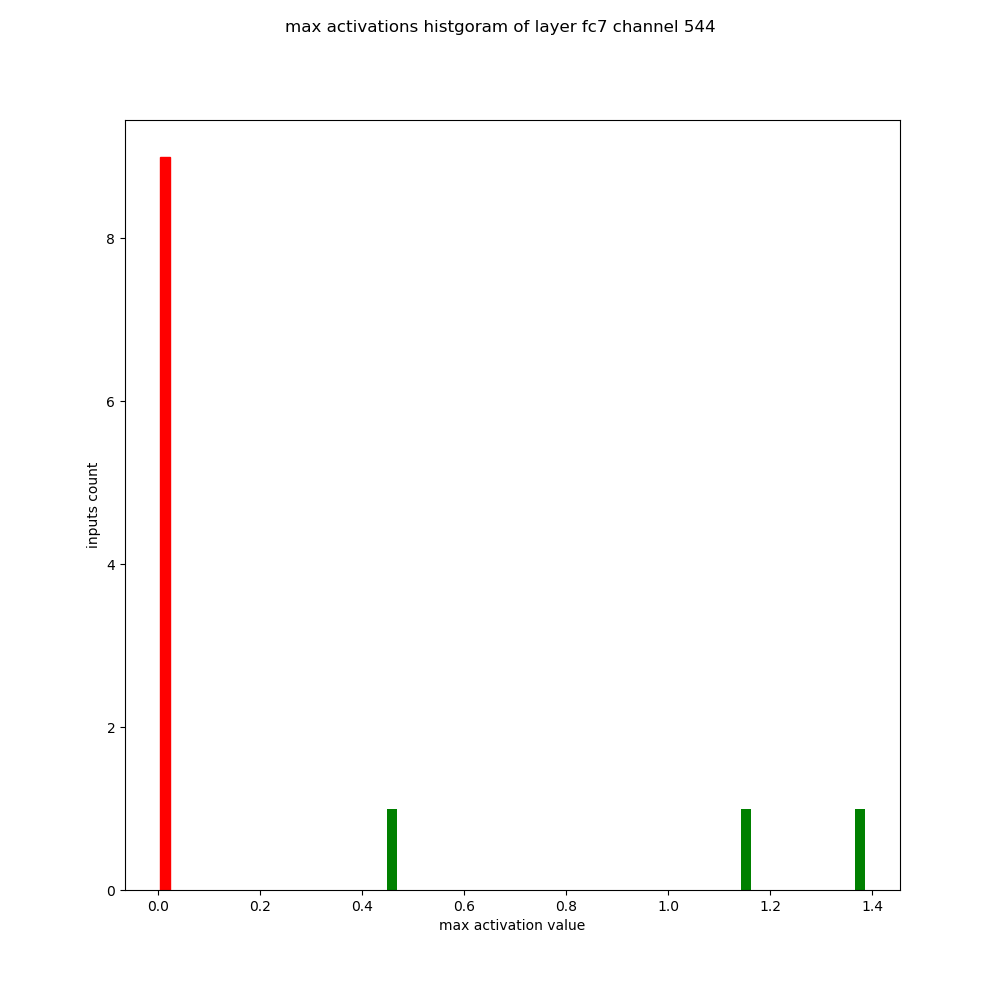 max activations histgoram of layer fc7 channel 544
8
6
4
2
0
inputs count
0.0 0.2 0.4 0.6 0.8 1.0 1.2 1.4
max activation value